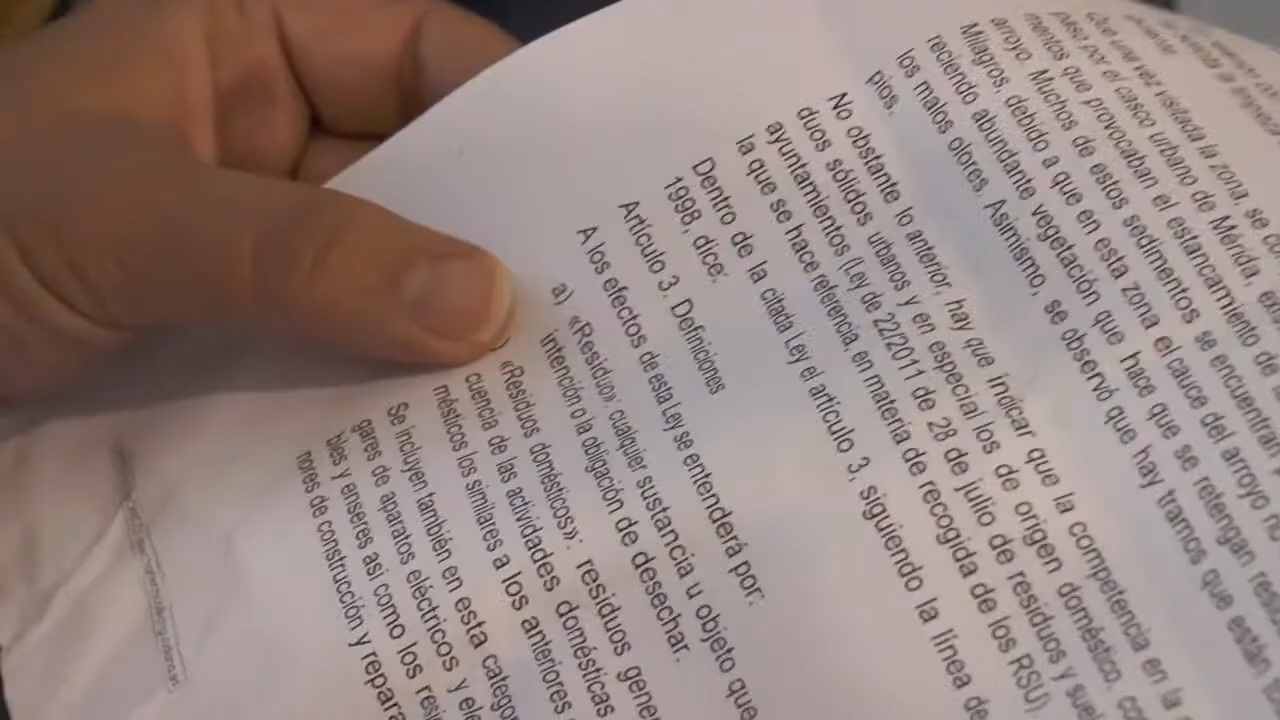 Que una vez visitada la zona, se
pasa por el casco urbano de Mérida,
mentos que provocaban el estancamiento de
arroyo. Muchos de estos sedimentos se encuentran
Milagros, debido a que en esta zona el cauce del arroyo
reciendo abundante vegetación que hace que se retengan
los malos olores. Asimismo, se observó que hay tramos que están
pios.
No obstante lo anterior, hay que indicar que la competencia en la
duos sólidos urbanos y en especial los de origen doméstico,
ayuntamientos (Ley de 22/2011 de 28 de julio de residuos y
la que se hace referencia, en materia de recogida de los RSU)
Dentro de la citada Ley el artículo 3, siguiendo la línea de
1998, dice:
Artículo 3. Definiciones
A los efectos de esta Ley se entenderá por:
a) «Residuo»: cualquier sustancia u objeto que
intención o la obligación de desechar.
«Residuos domésticos»: residuos gene
cuencia de las actividades domésticas
mésticos los similares a los anteriores
Se incluyen también en esta categor
gares de aparatos eléctricos y ele
bles y enseres así como los resi
nores de construcción y repara